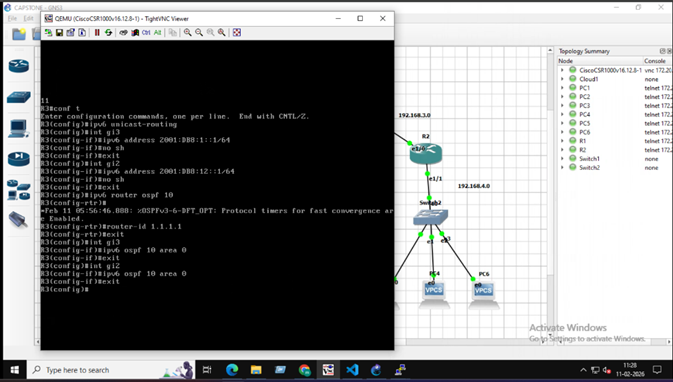 CAPSTONE - GNS3
File
QEMU (CiscoCSR1000v16.12.8-1) - TightVNC Viewer
Ctrl Alt
11
R3#conf t
Enter configuration commands, one per line.  End with CNTL/Z.
R3(config)#ipv6 unicast-routing
R3(config)#int gi3
R3(config-if)#ipv6 address 2001:DB8:1::1/64
R3(config-if)#no sh
R3(config-if)#exit
R3(config)#int gi2
R3(config-if)#ipv6 address 2001:DB8:12::1/64
R3(config-if)#no sh
R3(config-if)#exit
R3(config)#ipv6 router ospf 10
R3(config-rtr)#
*Feb 11 05:56:46.888: %OSPFv3-6-DFT_OPT: Protocol timers for fast convergence ar
e Enabled.
R3(config-rtr)#router-id 1.1.1.1
R3(config-rtr)#exit
R3(config)#int gi3
R3(config-if)#ipv6 ospf 10 area 0
R3(config-if)#exit
R3(config)#int gi2
R3(config-if)#ipv6 ospf 10 area 0
R3(config-if)#exit
R3(config)#
192.168.3.0
R2
e1/0
e1/1
192.168.4.0
Switch2
PC4
PC6
e0
VPCS
VPCS
Topology Summary
Node Console
CiscoCSR1000v16.12.8-1 vnc 172.20.
Cloud1 none
PC1 telnet 172.2
PC2 telnet 172.2
PC3 telnet 172.2
PC4 telnet 172.2
PC5 telnet 172.2
PC6 telnet 172.2
R1 telnet 172.2
R2 telnet 172.2
Switch1 none
Switch2 none
Activate Windows
Go to Settings to activate Windows.
Type here to search
11:28
11-02-2026